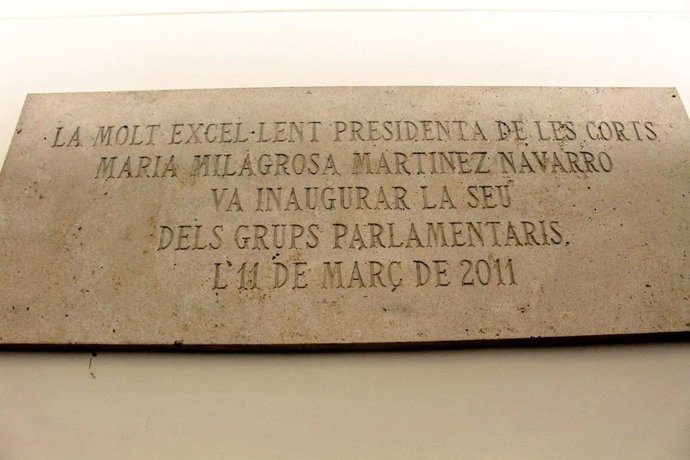 LA MOLT EXCEL·LENT PRESIDENTA DE LES CORTS
MARIA MILAGROSA MARTINEZ NAVARRO
VA INAUGURAR LA SEU
DELS GRUPS PARLAMENTARIS,
L'11 DE MARÇ DE 2011